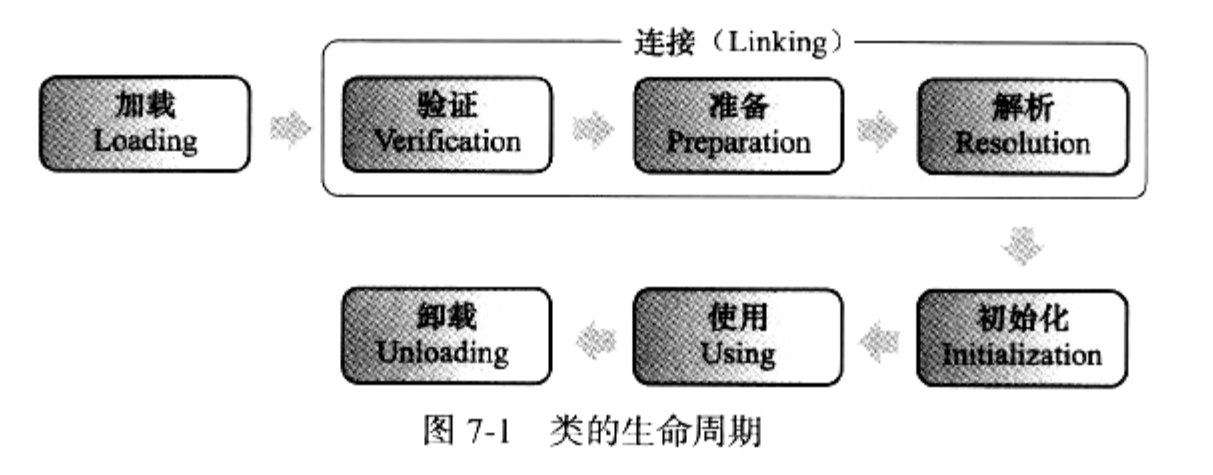 连接（Linking）
加载
Loading
验证
Verification
准备
Preparation
解析
Resolution
初始化
Initialization
使用
Using
卸载
Unloading
图 7-1 类的生命周期